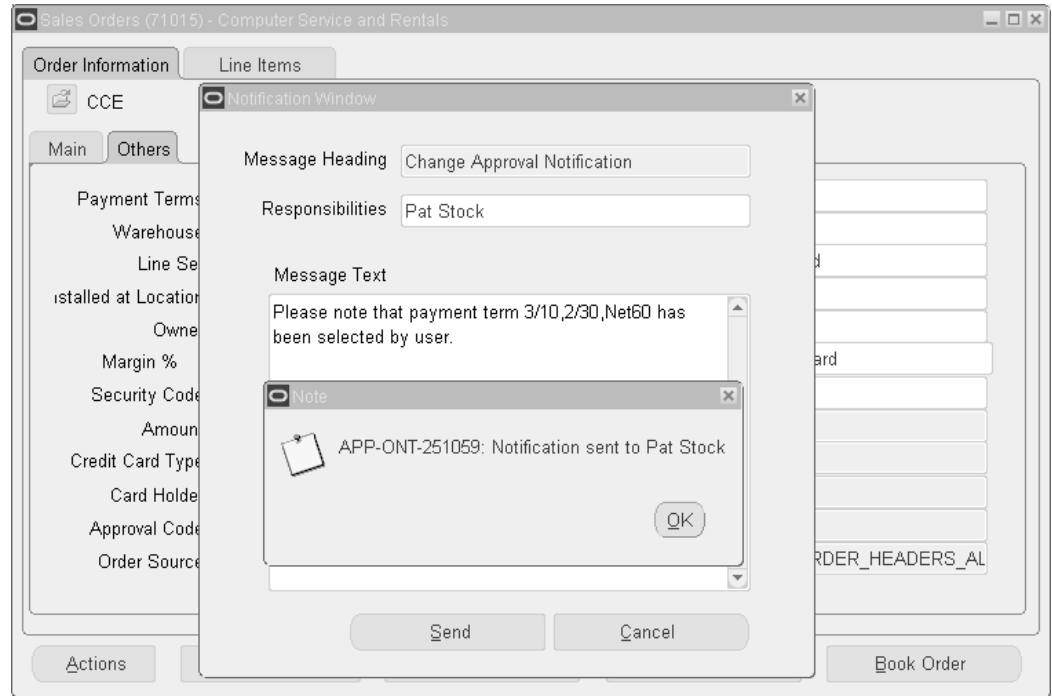 Sales Orders (71015) - Computer Service and Rentals
Order Information Line Items
CCE
Notification Window
Main Others
Message Heading Change Approval Notification
Payment Terms
Responsibilities Pat Stock
Warehouse
Line Se
Message Text
stalled at Location
Please note that payment term 3/10,2/30,Net60 has
been selected by user.
Owne
Margin %
ard
Security Code
Note
Amoun
APP-ONT-251059: Notification sent to Pat Stock
Credit Card Type
Card Holde
Approval Code
OK
Order Source
RDER_HEADERS_AL
Send Cancel
Actions Book Order